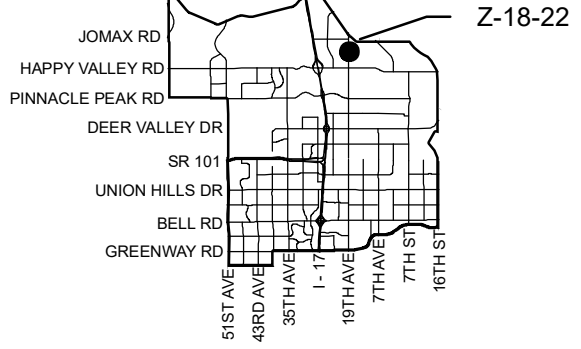 Z-18-22
JOMAX RD
HAPPY VALLEY RD
PINNACLE PEAK RD
DEER VALLEY DR
SR 101
UNION HILLS DR
BELL RD
GREENWAY RD
51ST AVE
43RD AVE
35TH AVE
I - 17
19TH AVE
7TH AVE
7TH ST
16TH ST